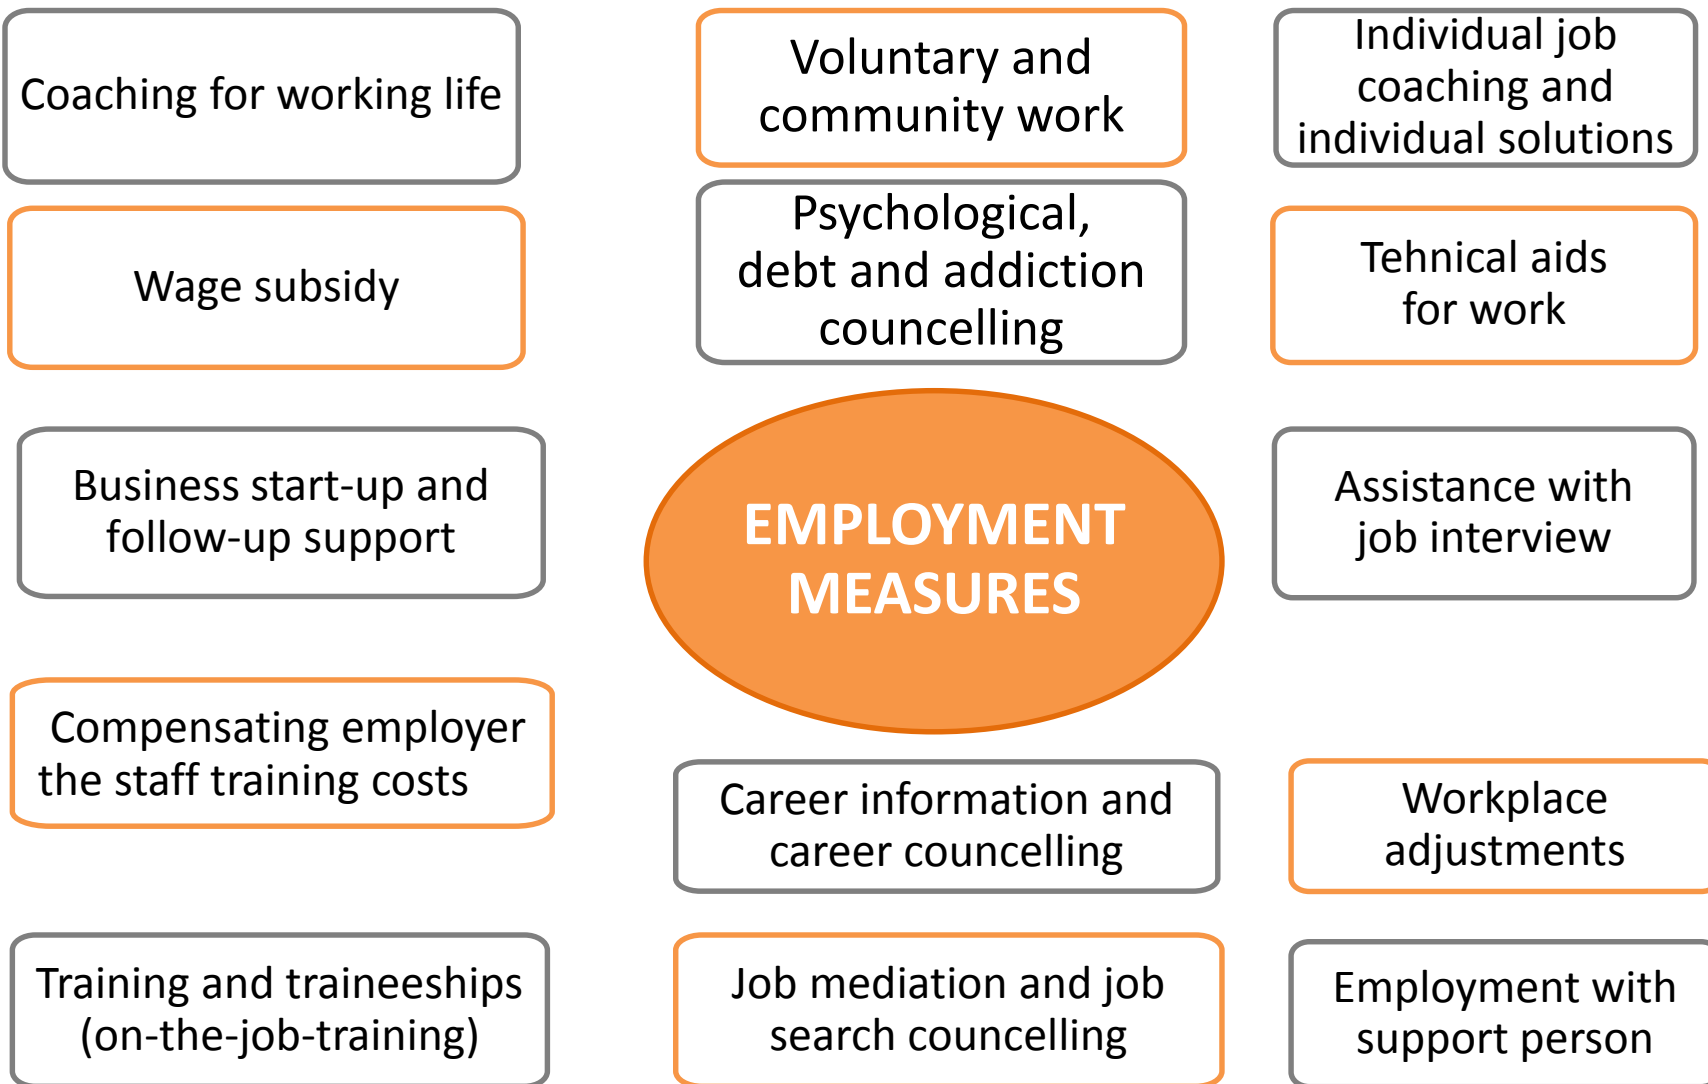 Coaching for working life
Voluntary and
community work
Individual job
coaching and
individual solutions
Wage subsidy
Psychological,
debt and addiction
councelling
Tehnical aids
for work
Business start-up and
follow-up support
EMPLOYMENT
MEASURES
Assistance with
job interview
Compensating employer
the staff training costs
Career information and
career councelling
Workplace
adjustments
Training and traineeships
(on-the-job-training)
Job mediation and job
search councelling
Employment with
support person